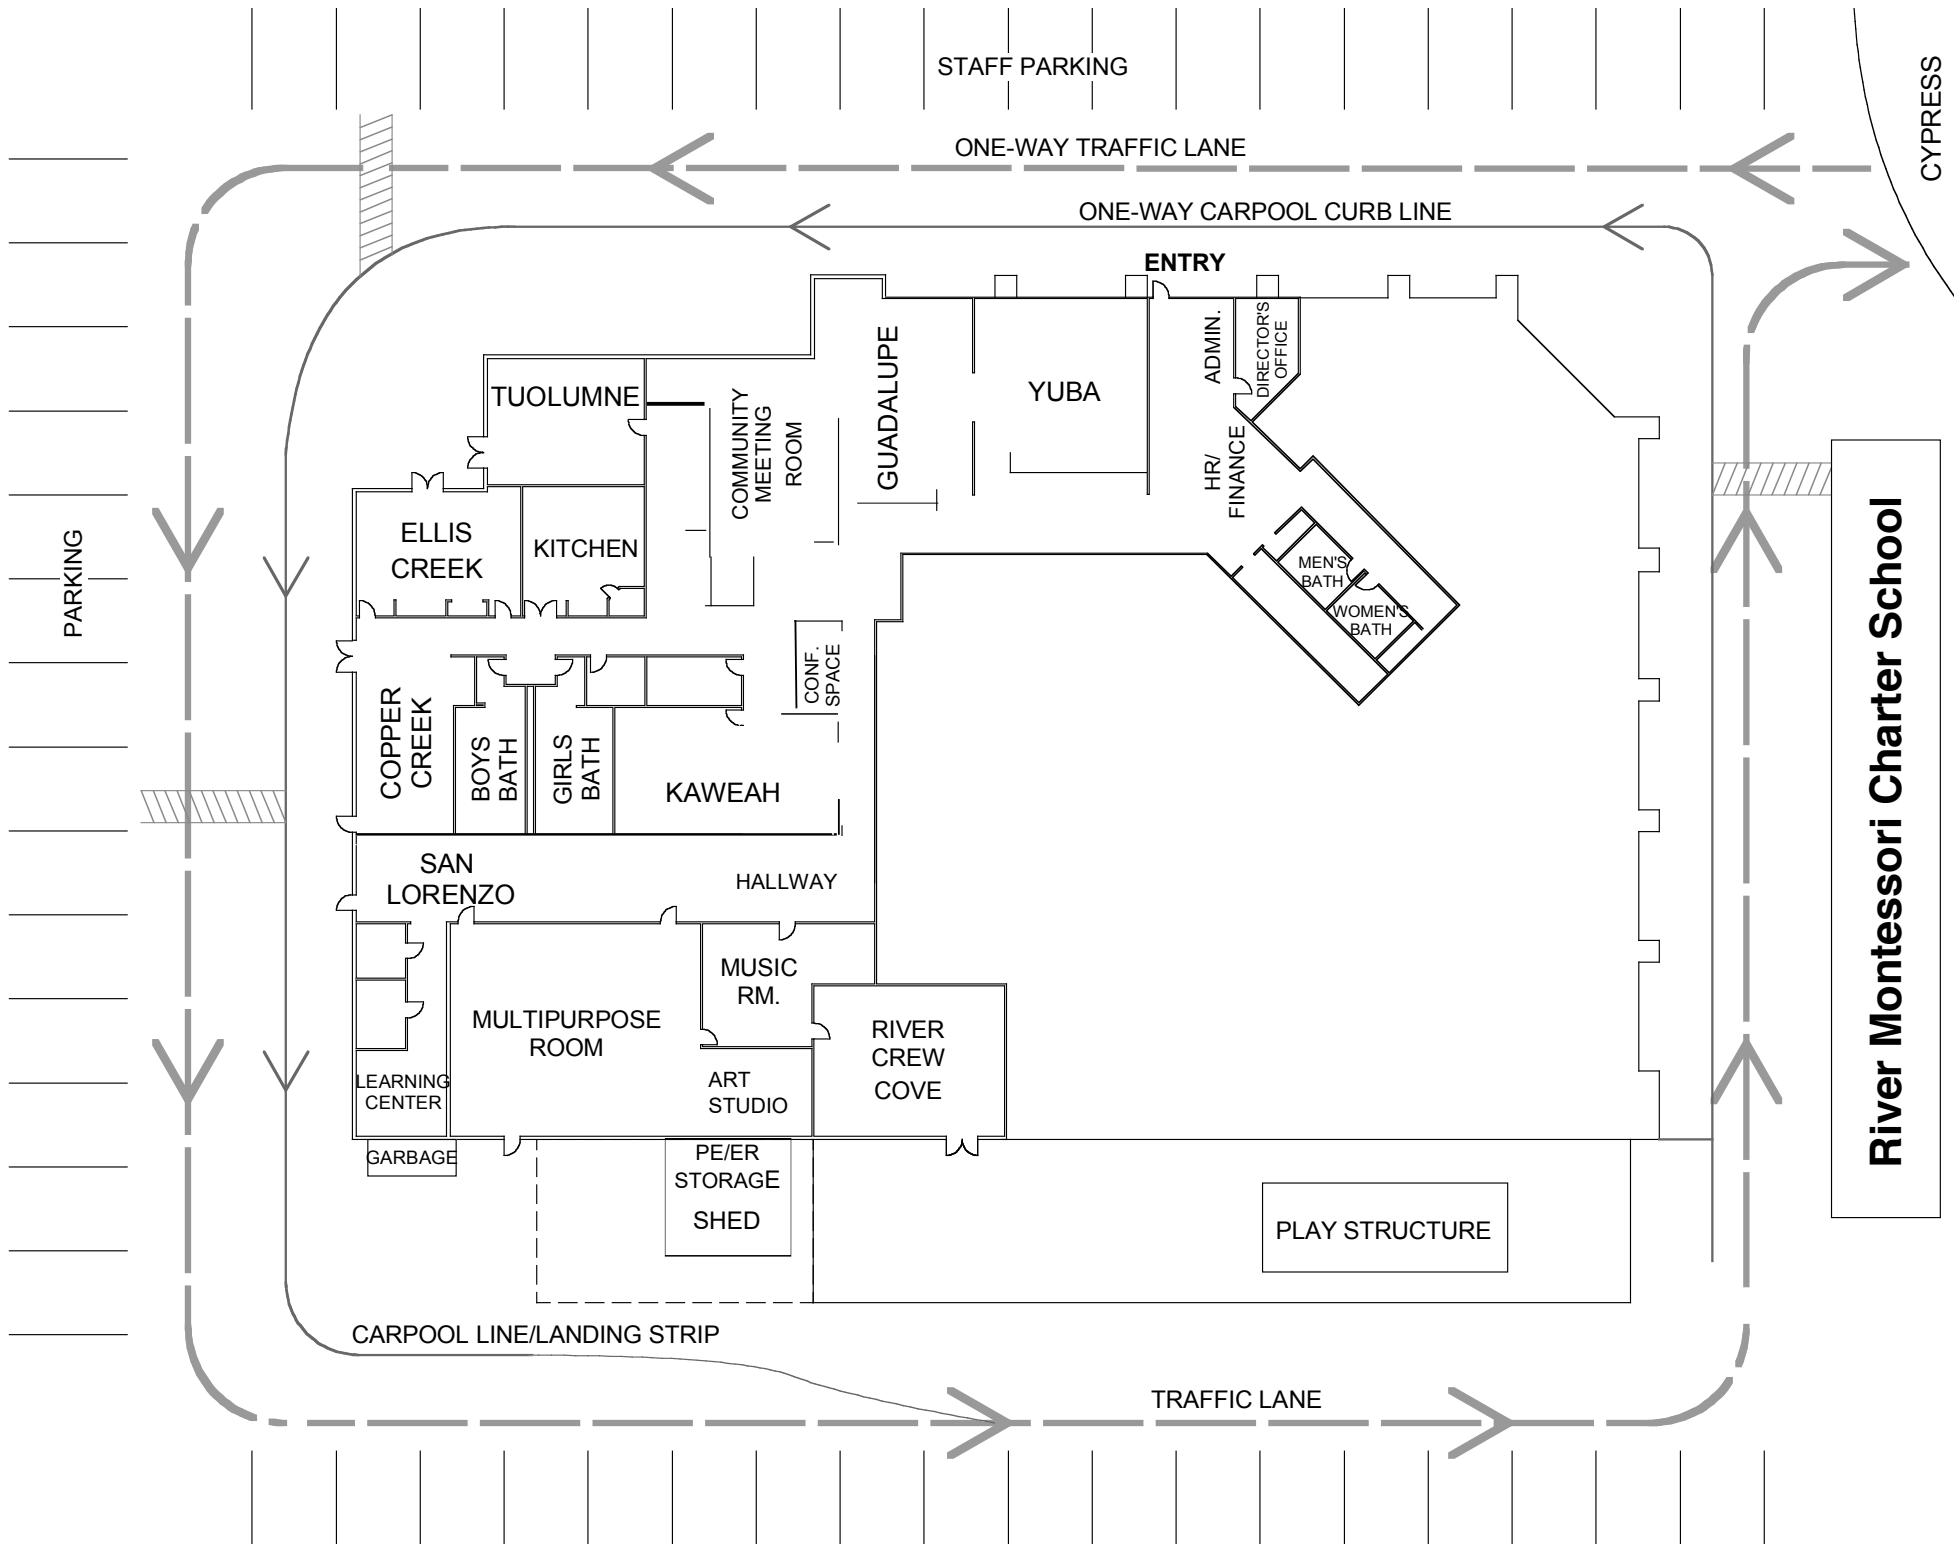 STAFF PARKING
CYPRESS
ONE-WAY TRAFFIC LANE
ONE-WAY CARPOOL CURB LINE
ENTRY
TUOLUMNE
COMMUNITY
MEETING
ROOM
GUADALUPE
YUBA
ADMIN.
DIRECTOR'S
OFFICE
HR/
FINANCE
ELLIS
CREEK
KITCHEN
MEN'S
BATH
WOMEN'S
BATH
PARKING
CONF.
SPACE
COPPER
CREEK
BOYS
BATH
GIRLS
BATH
KAWEAH
River Montessori Charter School
SAN
LORENZO
HALLWAY
MUSIC
RM.
MULTIPURPOSE
ROOM
RIVER
CREW
COVE
LEARNING
CENTER
ART
STUDIO
GARBAGE
PE/ER
STORAGE
SHED
PLAY STRUCTURE
CARPOOL LINE/LANDING STRIP
TRAFFIC LANE